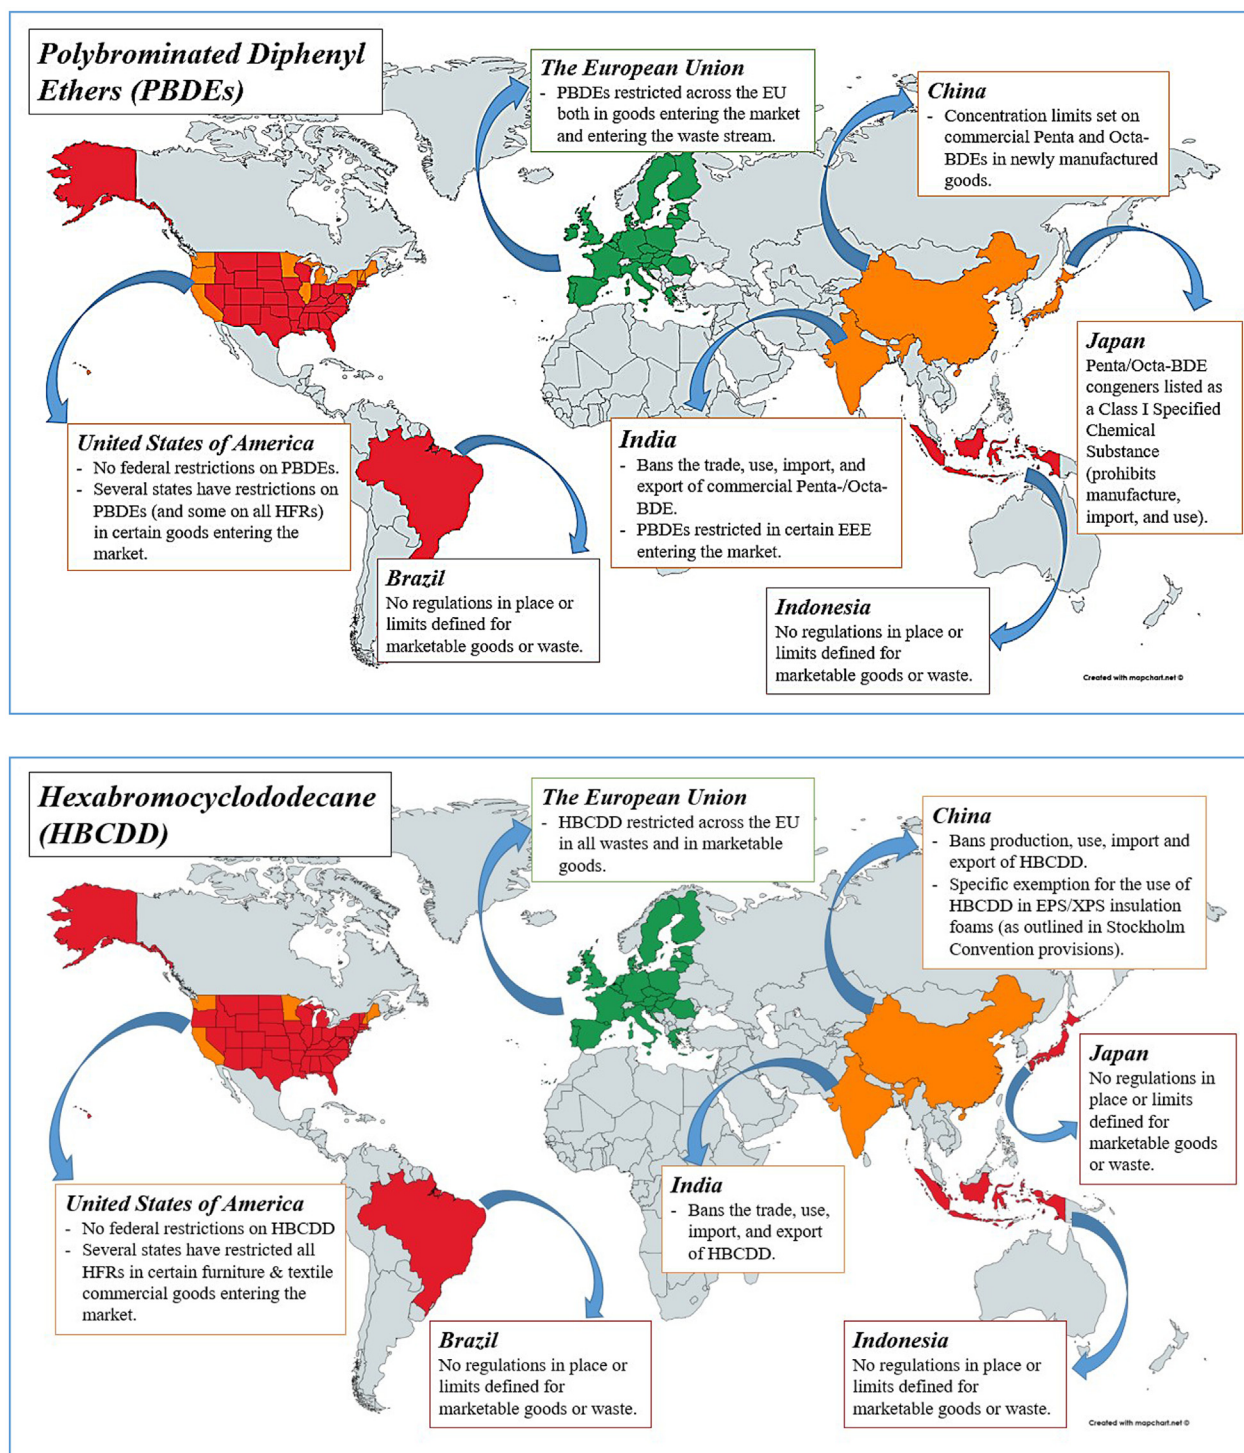 Polybrominated Diphenyl
Ethers (PBDEs)
The European Union
- PBDEs restricted across the EU
both in goods entering the market
and entering the waste stream.
China
- Concentration limits set on
commercial Penta and Octa-
BDEs in newly manufactured
goods.
Japan
Penta/Octa-BDE
congeners listed as
a Class I Specified
Chemical
Substance
(prohibits
manufacture,
import, and use).
United States of America
- No federal restrictions on PBDEs.
- Several states have restrictions on
PBDEs (and some on all HFRs)
in certain goods entering the
market.
India
- Bans the trade, use, import, and
export of commercial Penta-/Octa-
BDE.
- PBDEs restricted in certain EEE
entering the market.
Brazil
No regulations in place or
limits defined for
marketable goods or waste.
Indonesia
No regulations in place or
limits defined for
marketable goods or waste.
Created with mapchart.net ©
Hexabromocyclododecane
(HBCDD)
The European Union
- HBCDD restricted across the EU
in all wastes and in marketable
goods.
China
- Bans production, use, import and
export of HBCDD.
- Specific exemption for the use of
HBCDD in EPS/XPS insulation
foams (as outlined in Stockholm
Convention provisions).
Japan
No regulations in
place or limits
defined for
marketable goods
or waste.
United States of America
- No federal restrictions on HBCDD
- Several states have restricted all
HFRs in certain furniture & textile
commercial goods entering the
market.
India
- Bans the trade, use,
import, and export
of HBCDD.
Brazil
No regulations in place or
limits defined for
marketable goods or waste.
Indonesia
No regulations in place or
limits defined for
marketable goods or waste.
Created with mapchart.net ©